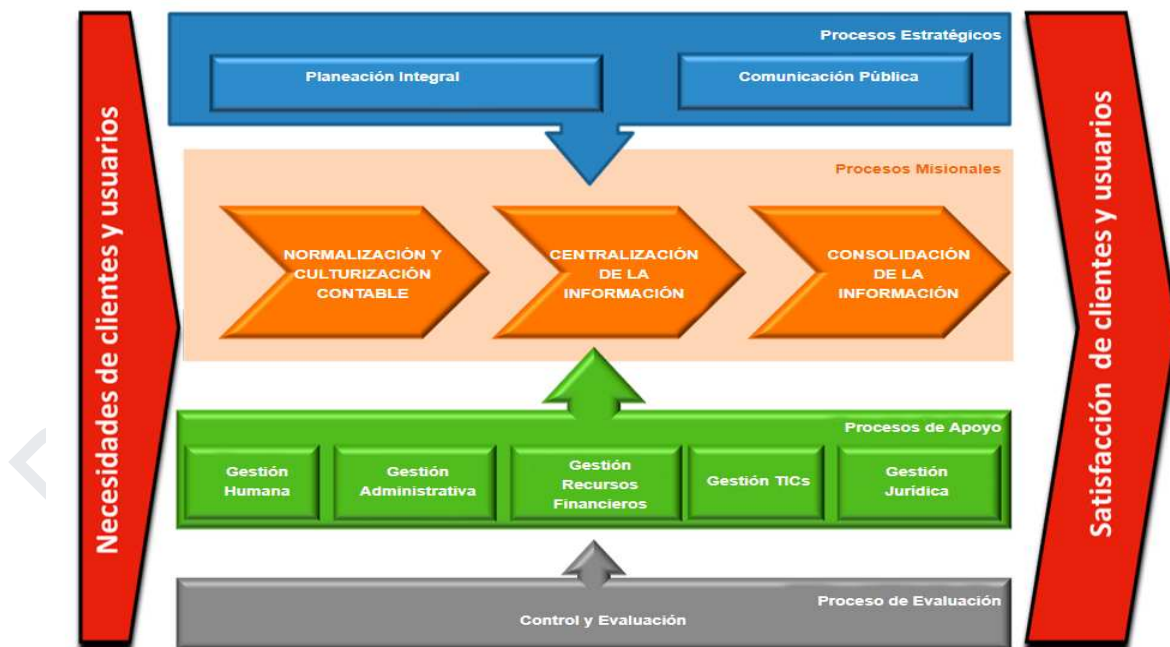 Necesidades de clientes y usuarios
Procesos Estratégicos
Planeación Integral
Comunicación Pública
Procesos Misionales
NORMALIZACIÓN Y
CULTURIZACIÓN
CONTABLE
CENTRALIZACIÓN
DE LA
INFORMACIÓN
CONSOLIDACIÓN
DE LA
INFORMACIÓN
Procesos de Apoyo
Gestión
Humana
Gestión
Administrativa
Gestión
Recursos
Financieros
Gestión TICs
Gestión
Jurídica
Proceso de Evaluación
Control y Evaluación
Satisfacción de clientes y usuarios